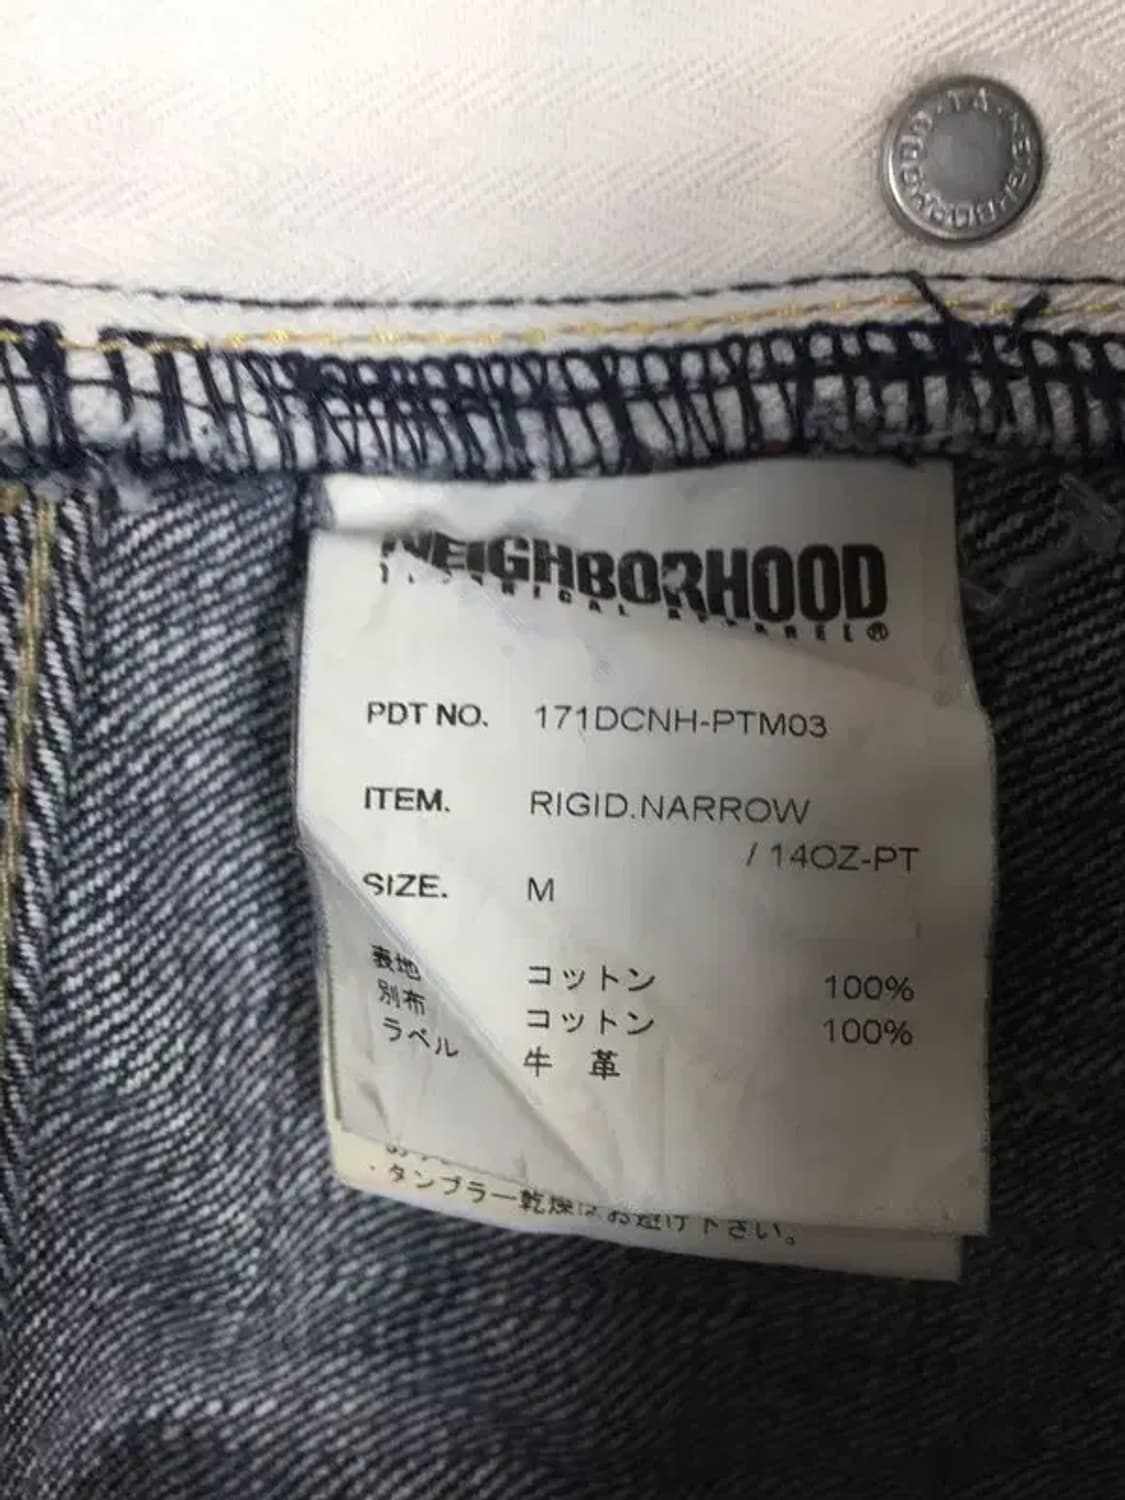 NEIGHBORHOOD
APPAREL®
PDT NO. 171DCNH-PTM03
ITEM. RIGID.NARROW
/ 14OZ-PT
SIZE. M
表地 コットン 100%
別布 コットン 100%
ラベル 牛 革
・タンブラー乾燥はお避け下さい。